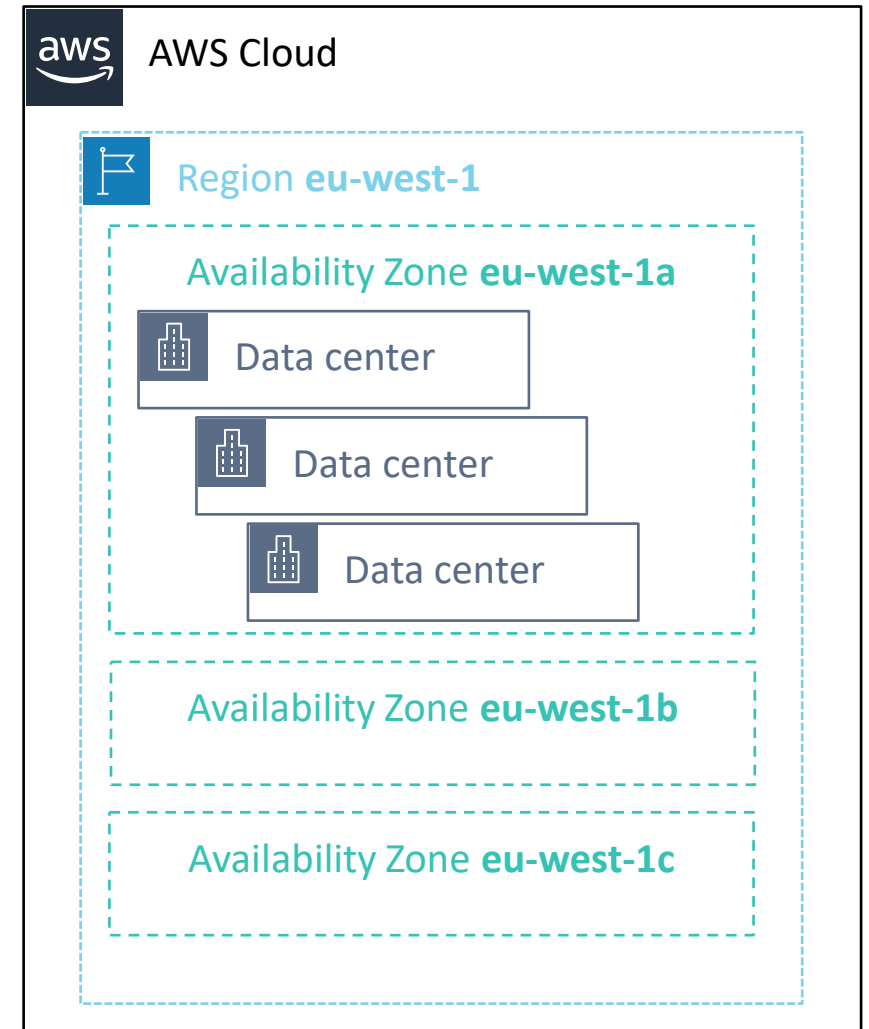 aws AWS Cloud
Region eu-west-1
Availability Zone eu-west-1a
Data center
Data center
Data center
Availability Zone eu-west-1b
Availability Zone eu-west-1c